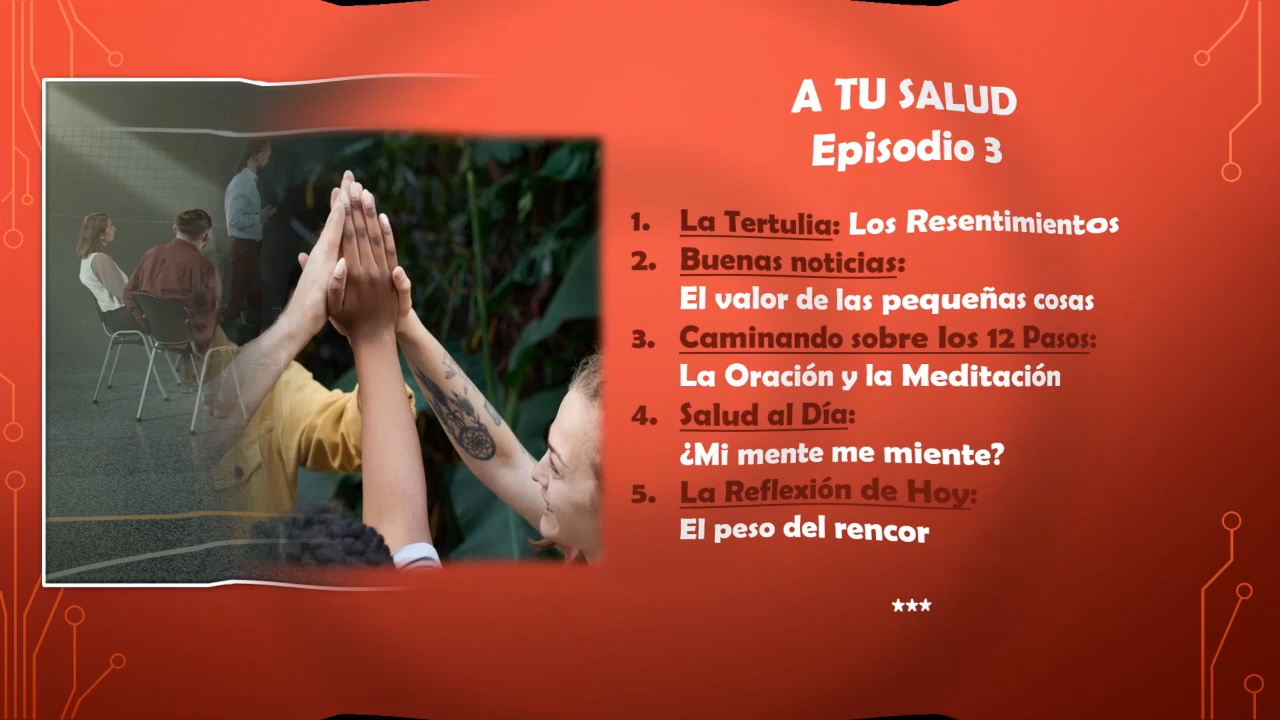 A TU SALUD
Episodio 3
1. La Tertulia: Los Resentimientos
2. Buenas noticias:
El valor de las pequeñas cosas
3. Caminando sobre los 12 Pasos:
La Oración y la Meditación
4. Salud al Día:
¿Mi mente me miente?
5. La Reflexión de Hoy:
El peso del rencor
***